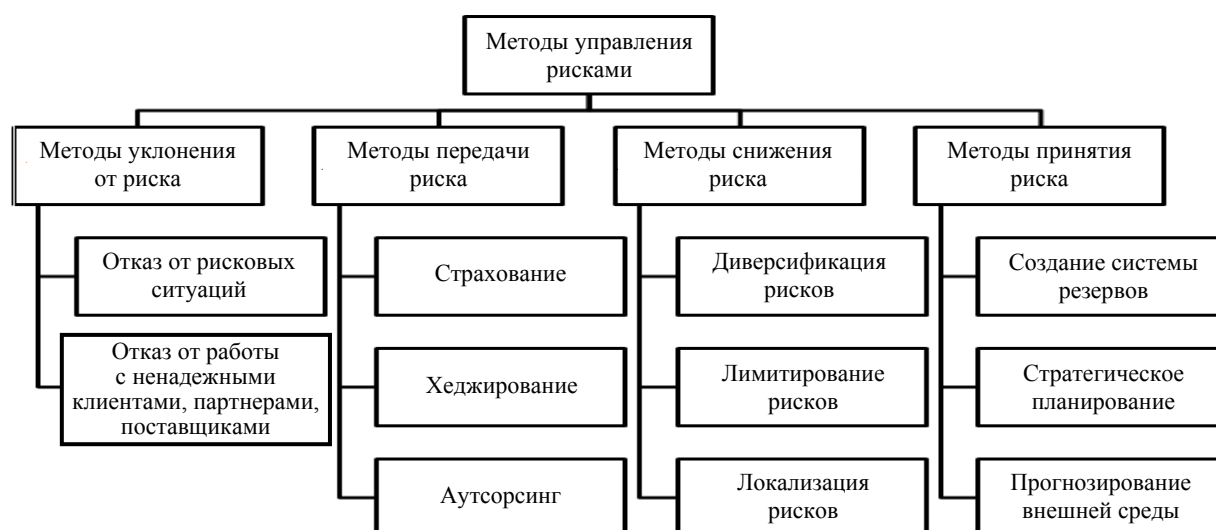 Методы управления
рисками
Методы уклонения
от риска
Методы передачи
риска
Методы снижения
риска
Методы принятия
риска
Отказ от рисковых
ситуаций
Отказ от работы
с ненадежными
клиентами, партнерами,
поставщиками
Страхование
Хеджирование
Аутсорсинг
Диверсификация
рисков
Лимитирование
рисков
Локализация
рисков
Создание системы
резервов
Стратегическое
планирование
Прогнозирование
внешней среды